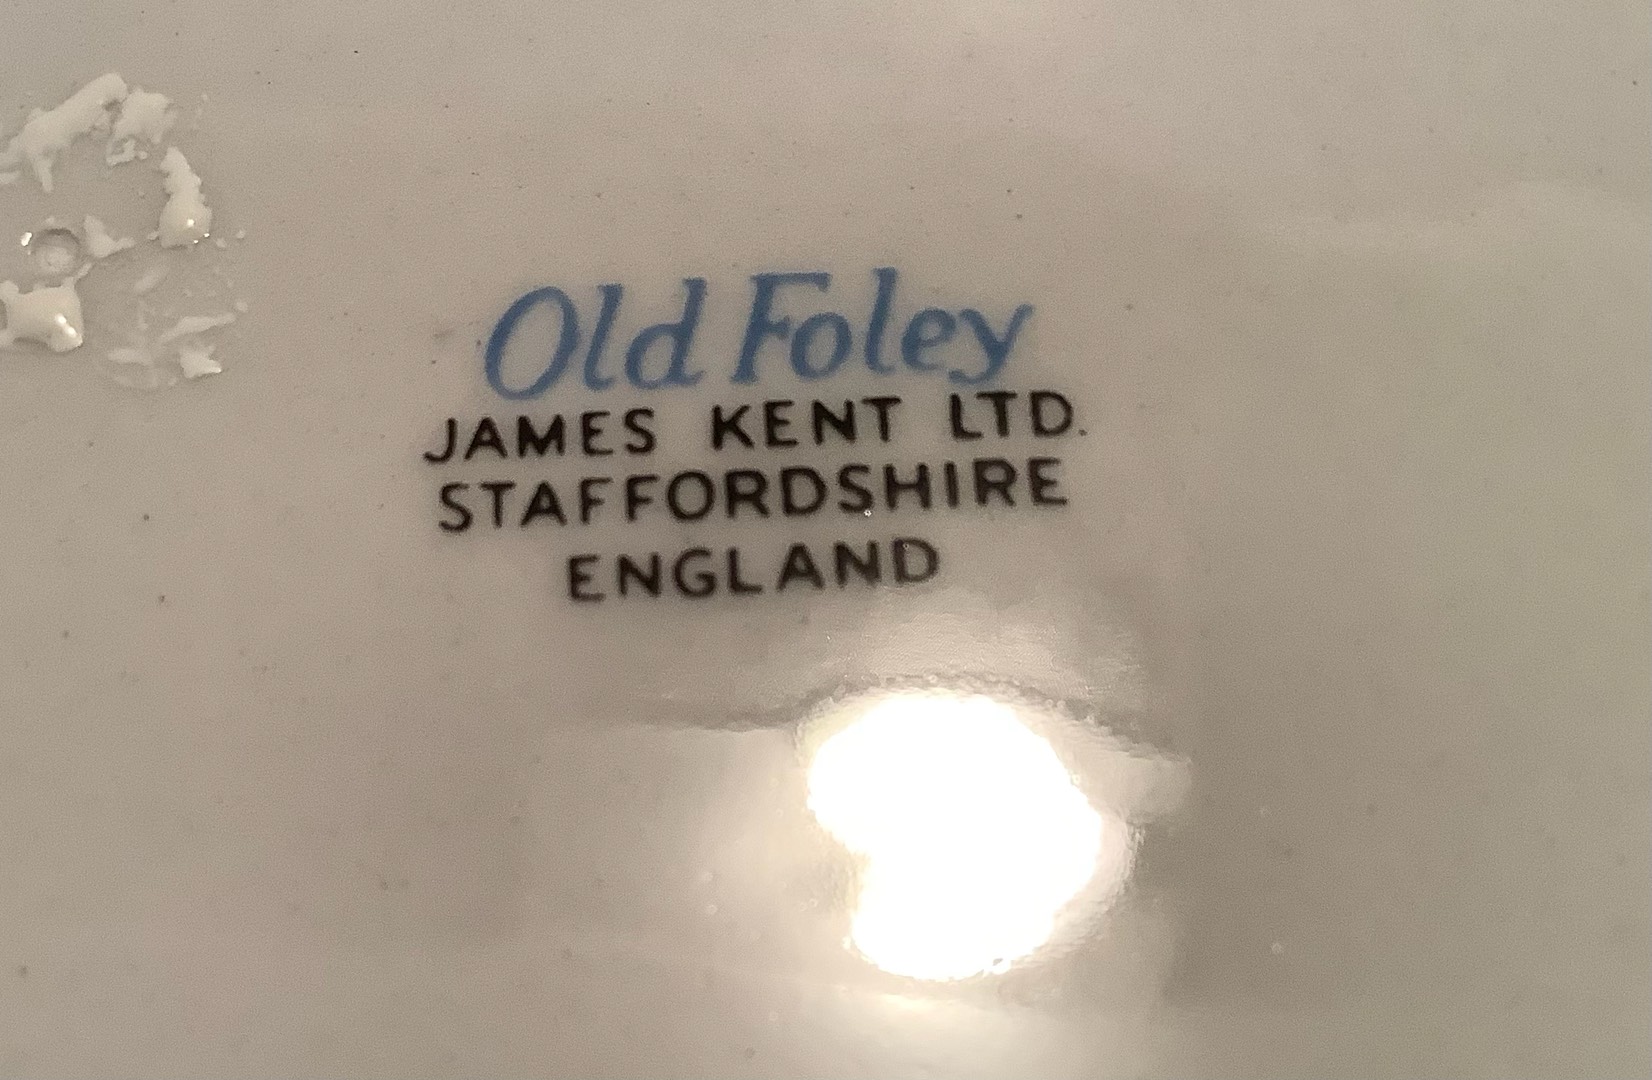 Old Foley
JAMES KENT LTD.
STAFFORDSHIRE
ENGLAND